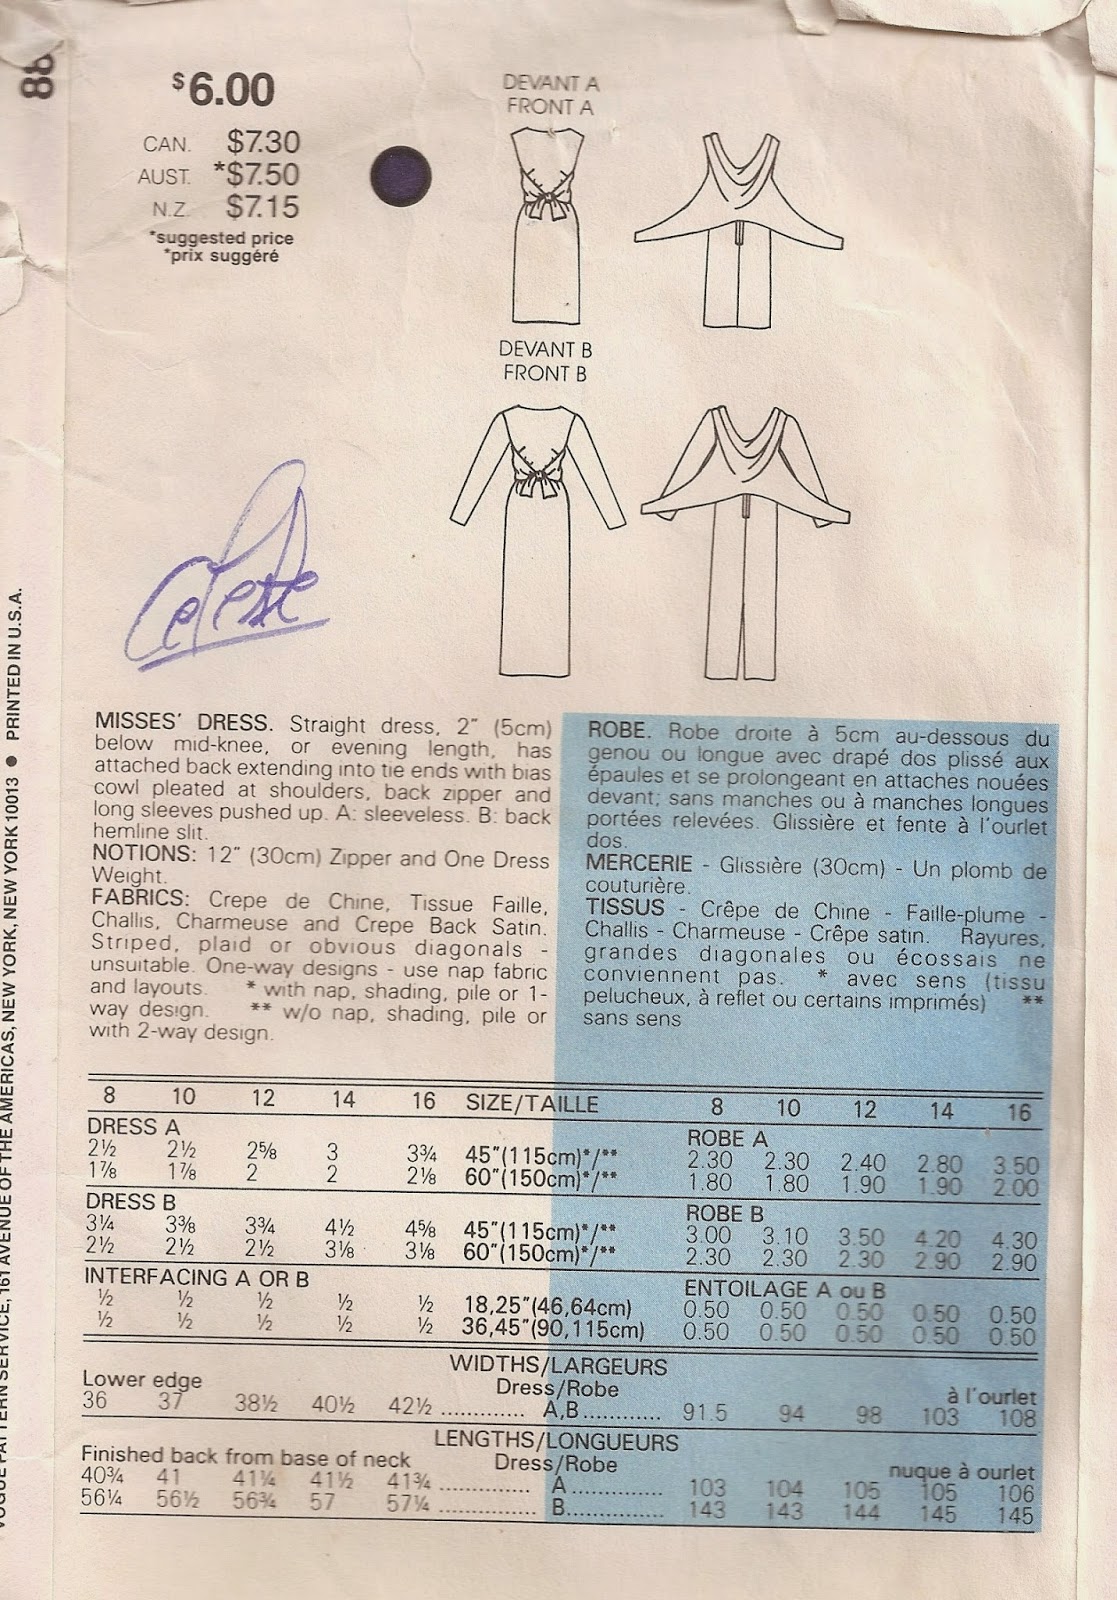 88
$6.00
CAN. $7.30
AUST. *$7.50
N.Z. $7.15
*suggested price
*prix suggéré
DEVANT A
FRONT A
DEVANT B
FRONT B
Celeste
PRINTED IN U.S.A.
VOGUE PATTERN SERVICE, 161 AVENUE OF THE AMERICAS, NEW YORK, NEW YORK 10013 ● PRINTED IN U.S.A.
MISSES' DRESS. Straight dress, 2" (5cm)
below mid-knee, or evening length, has
attached back extending into tie ends with bias
cowl pleated at shoulders, back zipper and
long sleeves pushed up. A: sleeveless. B: back
hemline slit.
NOTIONS: 12" (30cm) Zipper and One Dress
Weight.
FABRICS: Crepe de Chine, Tissue Faille,
Challis, Charmeuse and Crepe Back Satin.
Striped, plaid or obvious diagonals -
unsuitable. One-way designs - use nap fabric
and layouts. * with nap, shading, pile or 1-
way design. ** w/o nap, shading, pile or
with 2-way design.
ROBE. Robe droite à 5cm au-dessous du
genou ou longue avec drapé dos plissé aux
épaules et se prolongeant en attaches nouées
devant; sans manches ou à manches longues
portées relevées. Glissière et fente à l'ourlet
dos.
MERCERIE - Glissière (30cm) - Un plomb de
couturière.
TISSUS - Crêpe de Chine - Faille-plume -
Challis - Charmeuse - Crêpe satin. Rayures,
grandes diagonales ou écossais ne
conviennent pas. * avec sens (tissu
pelucheux, à reflet ou certains imprimés) **
sans sens
8 10 12 14 16 SIZE/TAILLE 8 10 12 14 16
DRESS A ROBE A
2½ 2½ 2⅝ 3 3¾ 45"(115cm)*/** 2.30 2.30 2.40 2.80 3.50
1⅞ 1⅞ 2 2 2⅛ 60"(150cm)*/** 1.80 1.80 1.90 1.90 2.00
DRESS B ROBE B
3¼ 3⅜ 3¾ 4½ 4⅝ 45"(115cm)*/** 3.00 3.10 3.50 4.20 4.30
2½ 2½ 2½ 3⅛ 3⅛ 60"(150cm)*/** 2.30 2.30 2.30 2.90 2.90
INTERFACING A OR B ENTOILAGE A ou B
½ ½ ½ ½ ½ 18,25"(46,64cm) 0.50 0.50 0.50 0.50 0.50
½ ½ ½ ½ ½ 36,45"(90,115cm) 0.50 0.50 0.50 0.50 0.50
WIDTHS/LARGEURS
Lower edge Dress/Robe à l'ourlet
36 37 38½ 40½ 42½ ............. A,B............ 91.5 94 98 103 108
LENGTHS/LONGUEURS
Finished back from base of neck Dress/Robe nuque à ourlet
40¾ 41 41¼ 41½ 41¾ .............. A .............. 103 104 105 105 106
56¼ 56½ 56¾ 57 57¼ ............... B............... 143 143 144 145 145